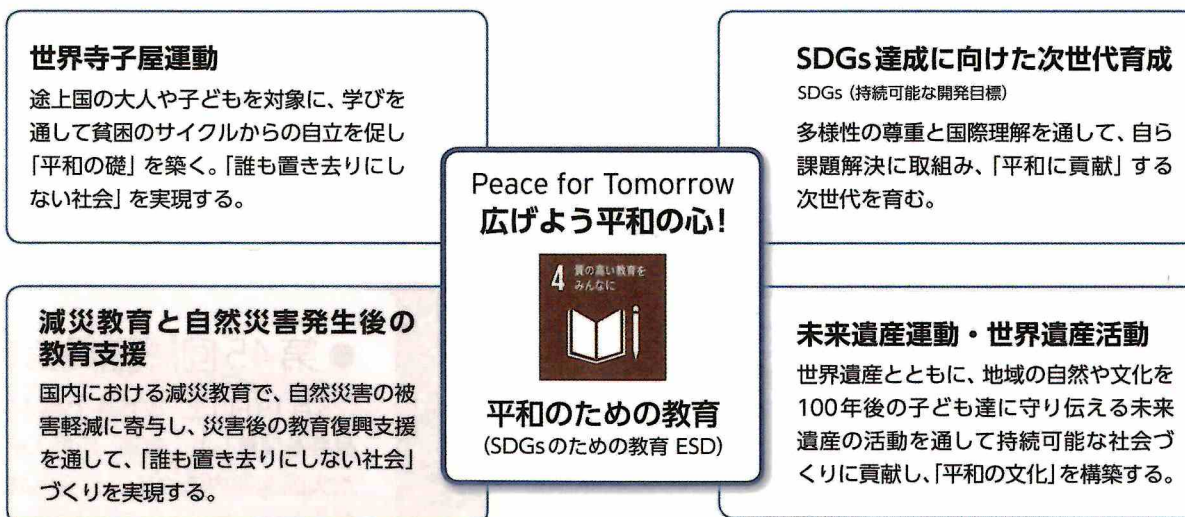 世界寺子屋運動
途上国の大人や子どもを対象に、学びを
通して貧困のサイクルからの自立を促し
「平和の礎」を築く。「誰も置き去りにし
ない社会」を実現する。
SDGs達成に向けた次世代育成
SDGs（持続可能な開発目標）
多様性の尊重と国際理解を通して、自ら
課題解決に取組み、「平和に貢献」する
次世代を育む。
Peace for Tomorrow
広げよう平和の心！
4 質の高い教育を
みんなに
平和のための教育
（SDGsのための教育 ESD）
減災教育と自然災害発生後の
教育支援
国内における減災教育で、自然災害の被
害軽減に寄与し、災害後の教育復興支援
を通して、「誰も置き去りにしない社会」
づくりを実現する。
未来遺産運動・世界遺産活動
世界遺産とともに、地域の自然や文化を
100年後の子ども達に守り伝える未来
遺産の活動を通して持続可能な社会づ
くりに貢献し、「平和の文化」を構築する。